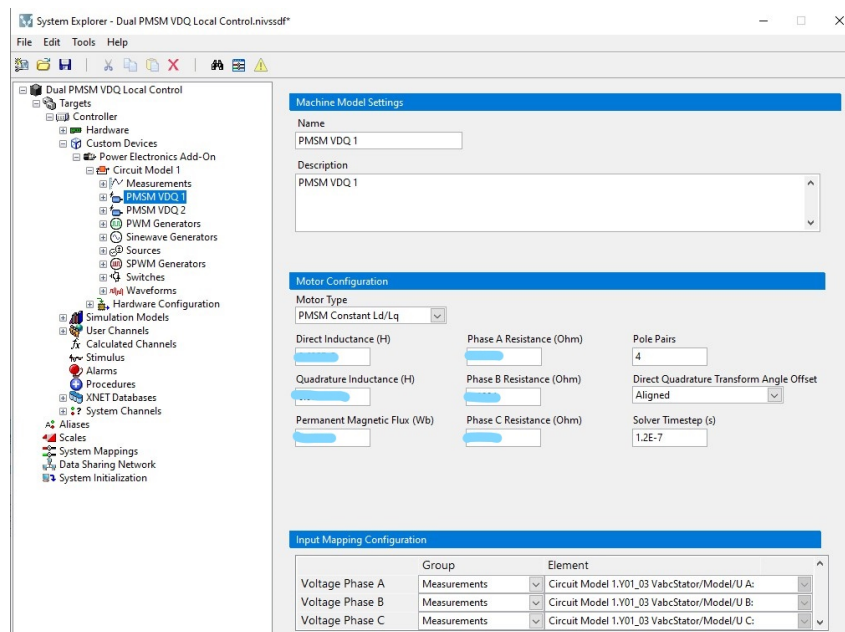 System Explorer - Dual PMSM VDQ Local Control.nivssdf*
File Edit Tools Help
Dual PMSM VDQ Local Control
Targets
Controller
Hardware
Custom Devices
Power Electronics Add-On
Circuit Model 1
Measurements
PMSM VDQ 1
PMSM VDQ 2
PWM Generators
Sinewave Generators
Sources
SPWM Generators
Switches
Waveforms
Hardware Configuration
Simulation Models
User Channels
Calculated Channels
Stimulus
Alarms
Procedures
XNET Databases
System Channels
Aliases
Scales
System Mappings
Data Sharing Network
System Initialization
Machine Model Settings
Name
PMSM VDQ 1
Description
PMSM VDQ 1
Motor Configuration
Motor Type
PMSM Constant Ld/Lq
Direct Inductance (H) Phase A Resistance (Ohm) Pole Pairs
4
Quadrature Inductance (H) Phase B Resistance (Ohm) Direct Quadrature Transform Angle Offset
Aligned
Permanent Magnetic Flux (Wb) Phase C Resistance (Ohm) Solver Timestep (s)
1.2E-7
Input Mapping Configuration
Group Element
Voltage Phase A Measurements Circuit Model 1.Y01_03 VabcStator/Model/U A:
Voltage Phase B Measurements Circuit Model 1.Y01_03 VabcStator/Model/U B:
Voltage Phase C Measurements Circuit Model 1.Y01_03 VabcStator/Model/U C: